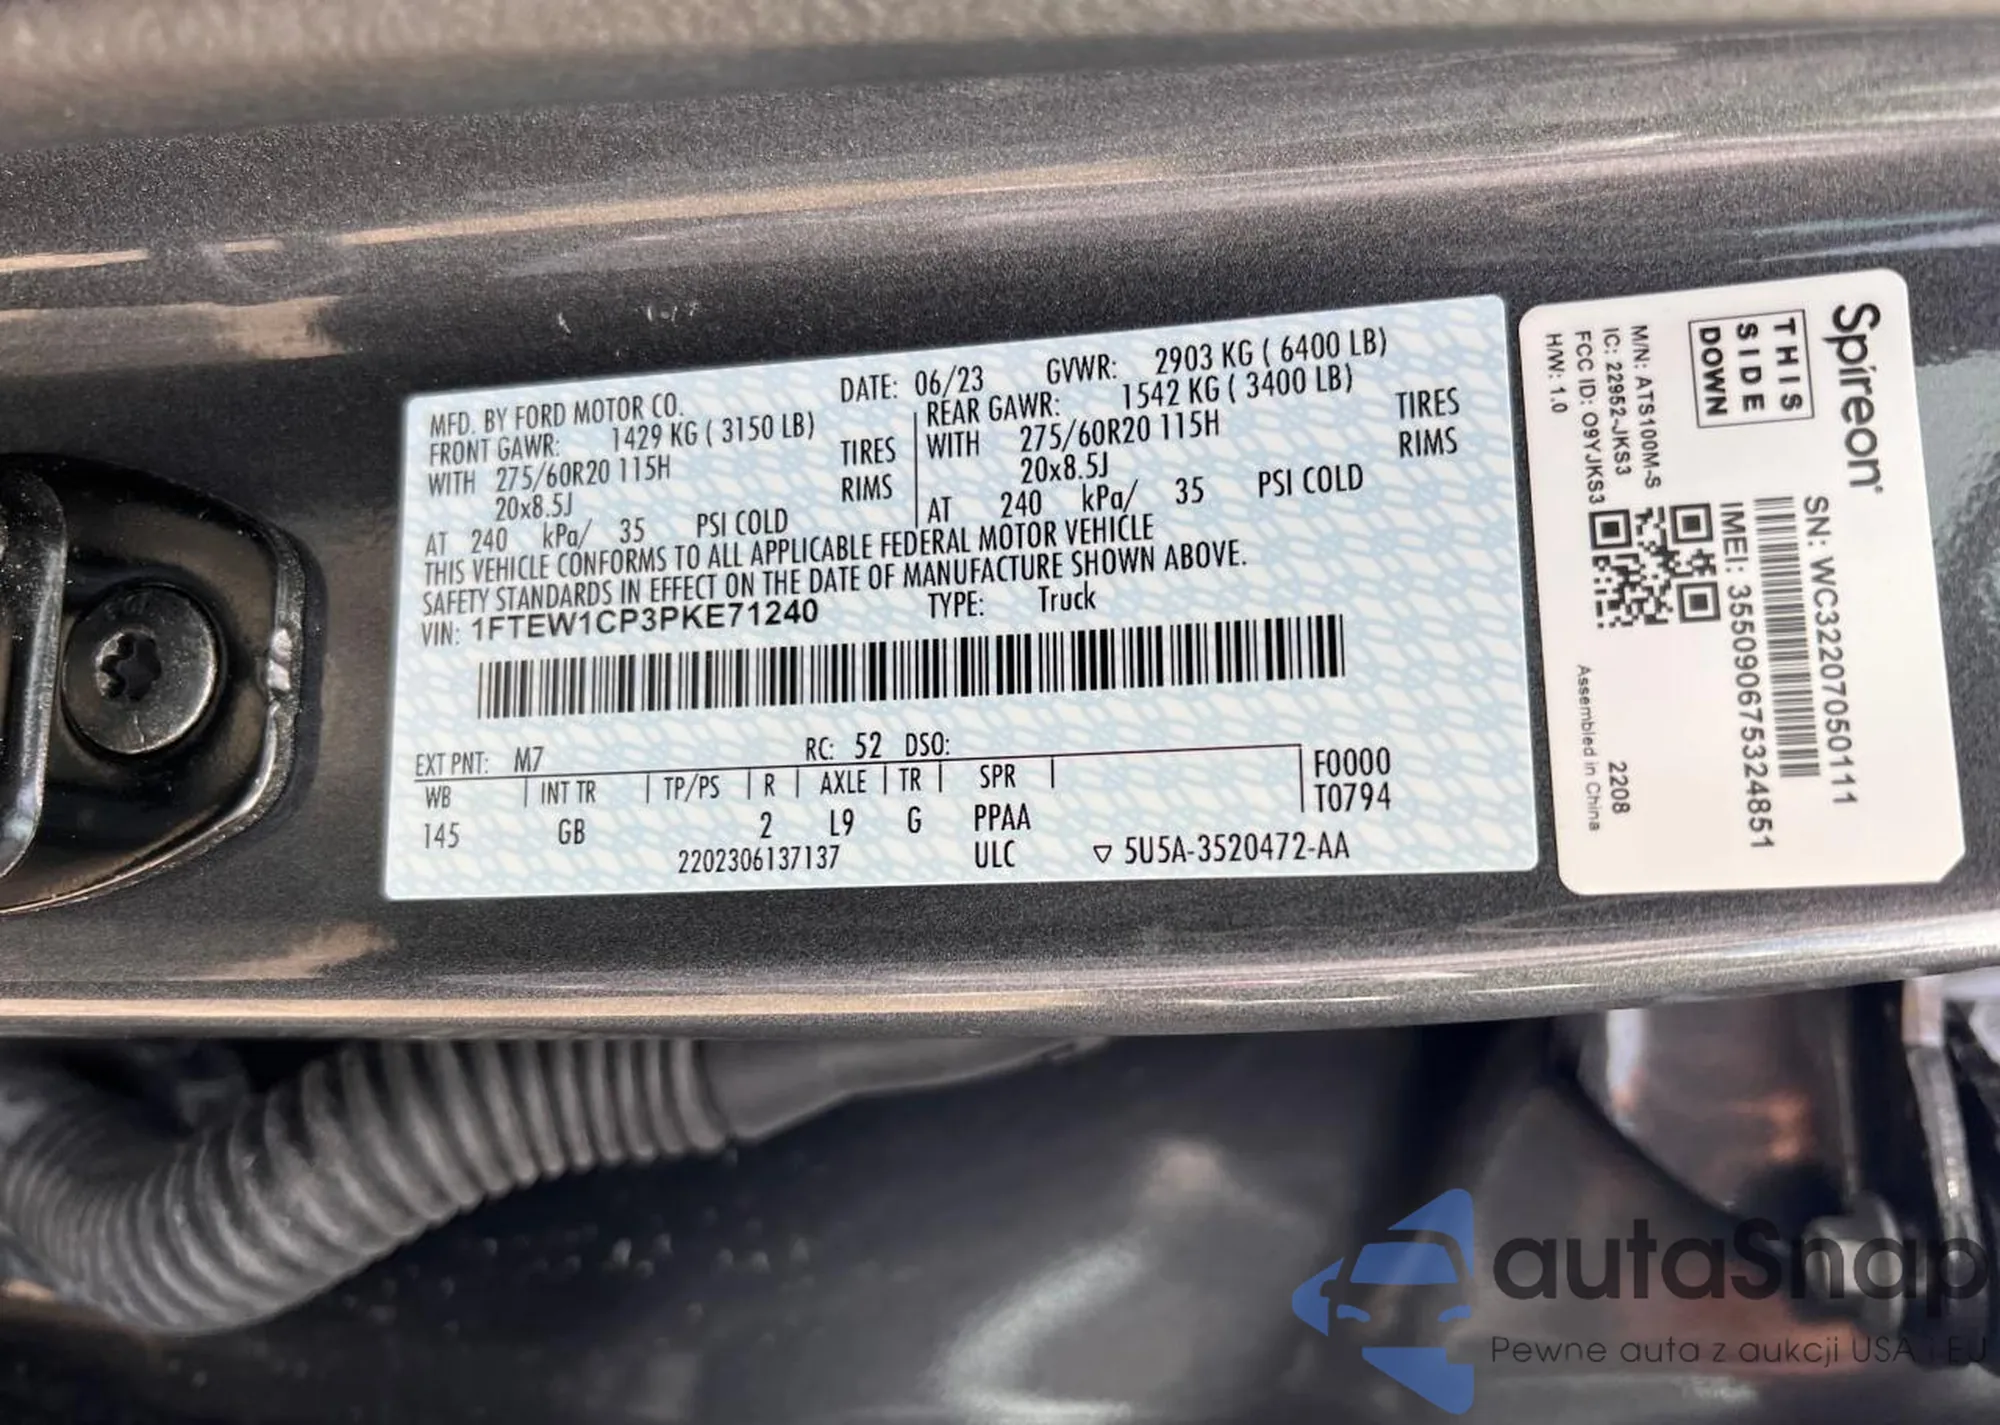 MFD. BY FORD MOTOR CO.
DATE: 06/23 GVWR: 2903 KG ( 6400 LB)
FRONT GAWR: 1429 KG ( 3150 LB)
WITH 275/60R20 115H TIRES
20x8.5J RIMS
AT 240 kPa/ 35 PSI COLD
REAR GAWR: 1542 KG ( 3400 LB)
WITH 275/60R20 115H TIRES
20x8.5J RIMS
AT 240 kPa/ 35 PSI COLD
THIS VEHICLE CONFORMS TO ALL APPLICABLE FEDERAL MOTOR VEHICLE
SAFETY STANDARDS IN EFFECT ON THE DATE OF MANUFACTURE SHOWN ABOVE.
VIN: 1FTEW1CP3PKE71240 TYPE: Truck
EXT PNT: M7 RC: 52 DSO:
WB INT TR TP/PS R AXLE TR SPR F0000
145 GB 2 L9 G PPAA T0794
2202306137137 ULC ▽ 5U5A-3520472-AA
Spireon
THIS
SIDE
DOWN
M/N: ATS100M-S
IC: 22952-JKS3
FCC ID: O9YJKS3
H/W: 1.0
SN: WC32207050111
IMEI: 355090675324851
2208
Assembled in China
autaSnap
Pewne auta z aukcji USA i EU